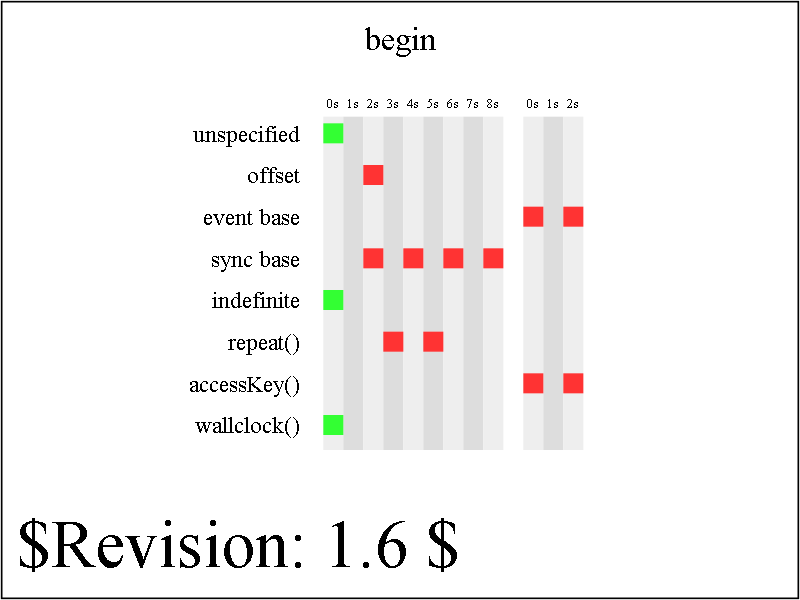 begin
0s 1s 2s 3s 4s 5s 6s 7s 8s 0s 1s 2s
unspecified
offset
event base
sync base
indefinite
repeat()
accessKey()
wallclock()
$Revision: 1.6 $